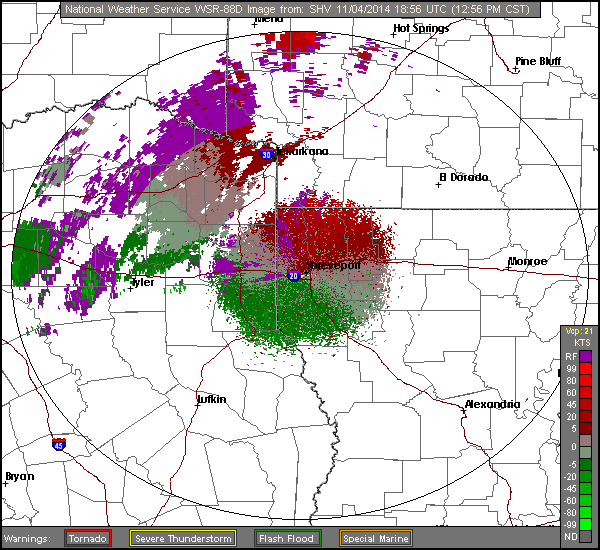 National Weather Service WSR-88D Image from: SHV 11/04/2014 18:56 UTC (12:56 PM CST)
Mena
Hot Springs
Pine Bluff
30
Texarkana
El Dorado
Shreveport
20
Monroe
Tyler
Lufkin
Alexandria
45
Bryan
Vcp: 21
KTS
RF
99
80
60
45
20
5
0
-5
-20
-45
-60
-80
-99
ND
Warnings: Tornado Severe Thunderstorm Flash Flood Special Marine